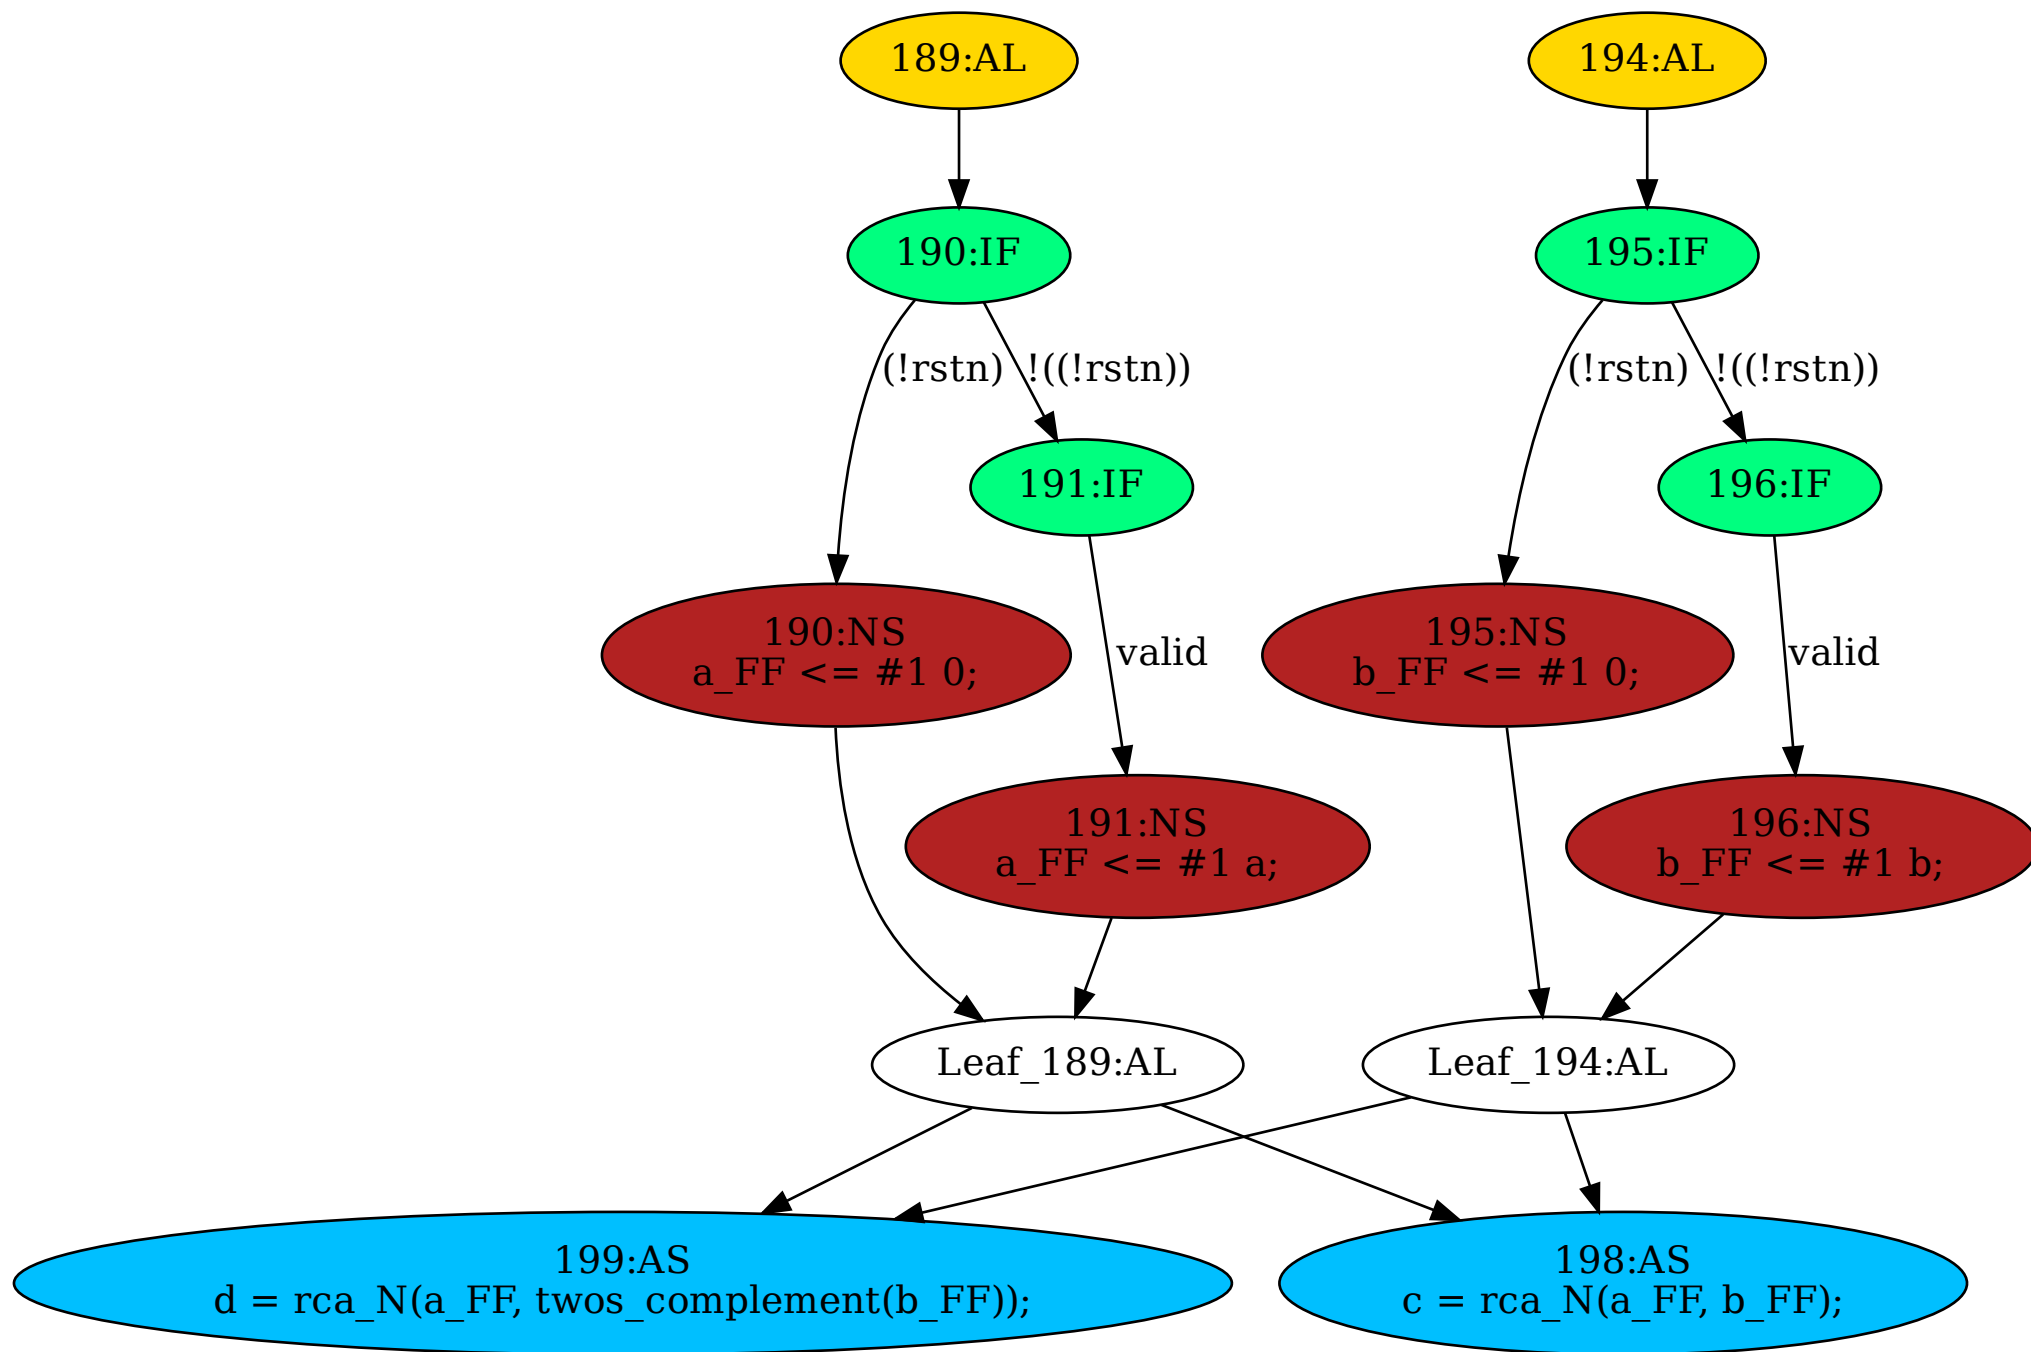 189:AL
194:AL
190:IF
195:IF
(!rstn)
!((!rstn))
(!rstn)
!((!rstn))
191:IF
196:IF
190:NS
a_FF <= #1 0;
valid
195:NS
b_FF <= #1 0;
valid
191:NS
a_FF <= #1 a;
196:NS
b_FF <= #1 b;
Leaf_189:AL
Leaf_194:AL
199:AS
d = rca_N(a_FF, twos_complement(b_FF));
198:AS
c = rca_N(a_FF, b_FF);